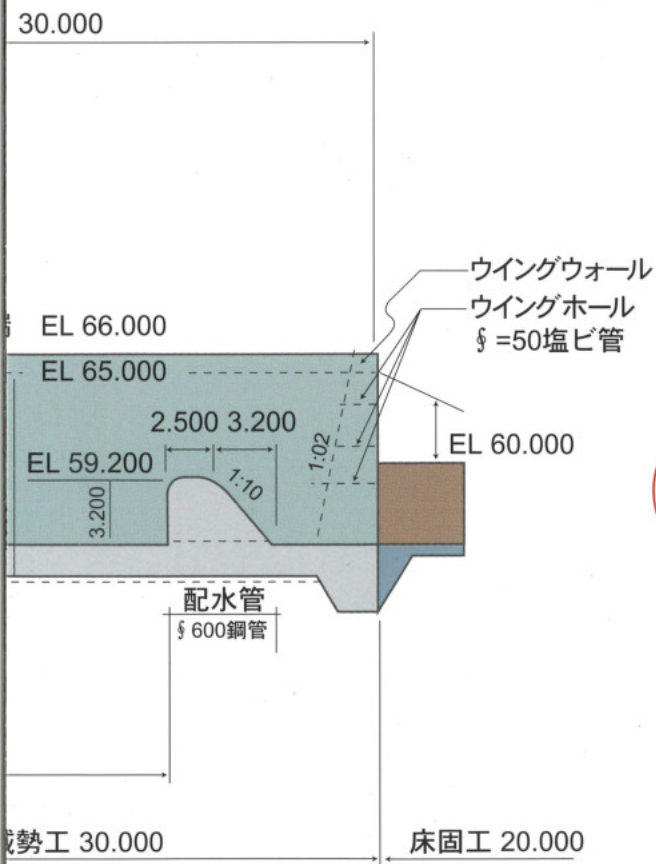 30.000
ウイングウォール
ウイングホール
∮ =50塩ビ管
EL 66.000
EL 65.000
2.500 3.200
EL 60.000
EL 59.200
1:10
1:02
3.200
配水管
∮ 600鋼管
勢工 30.000
床固工 20.000